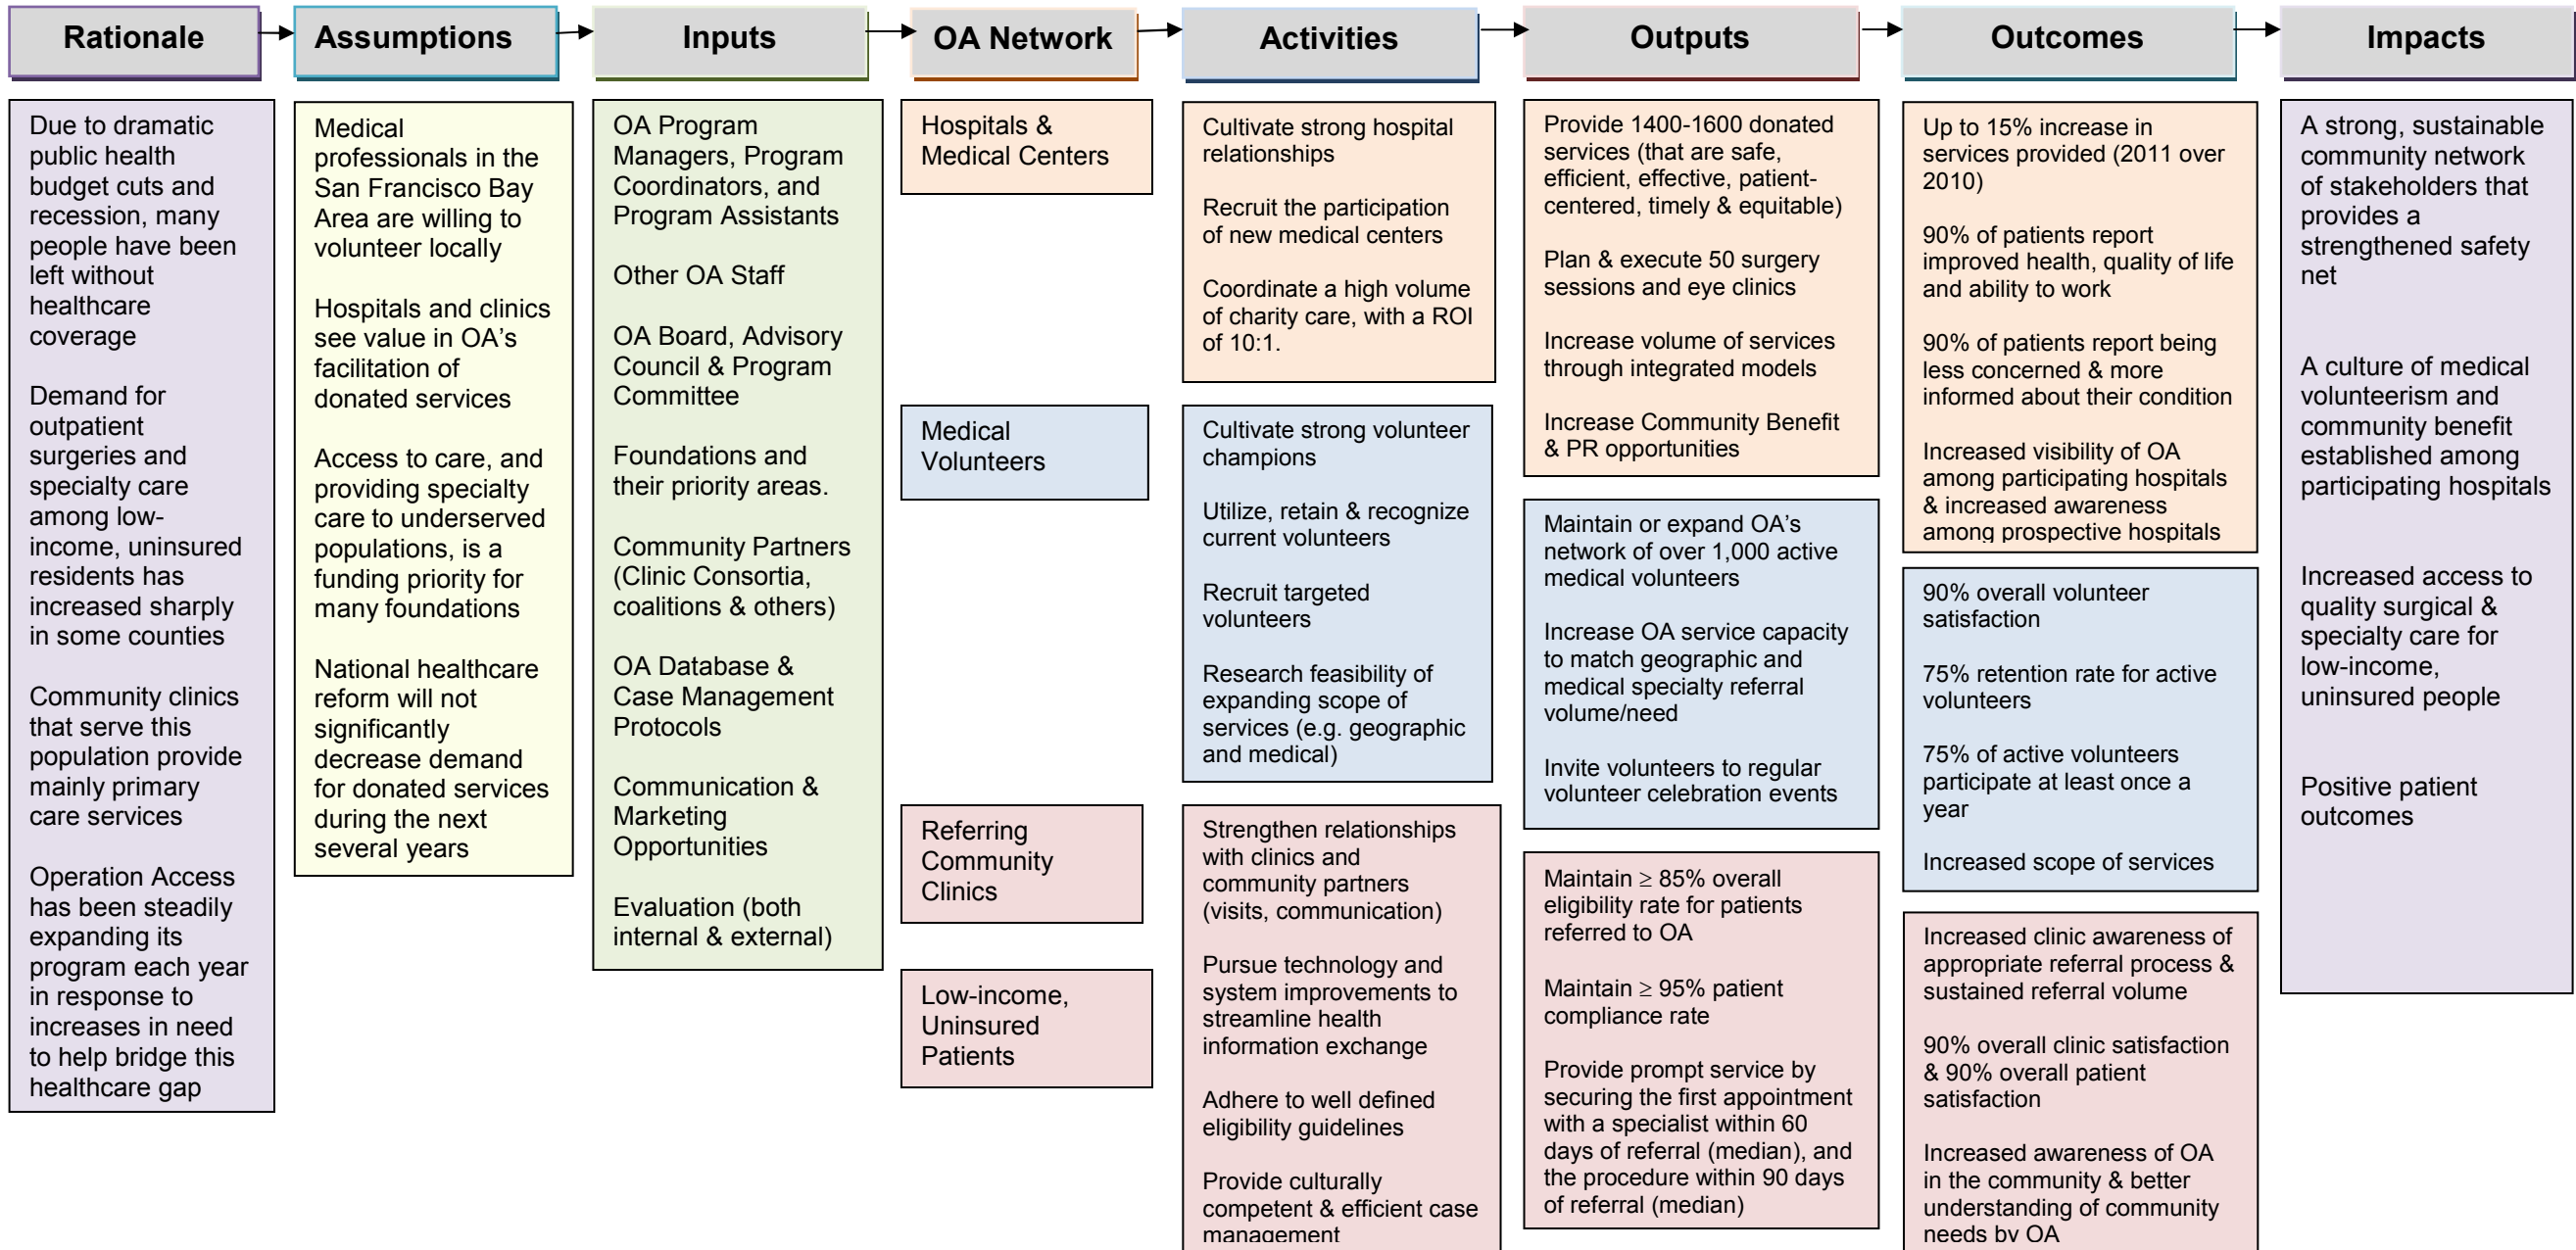 Rationale
Assumptions
Inputs
OA Network
Activities
Outputs
Outcomes
Impacts
Due to dramatic
public health
budget cuts and
recession, many
people have been
left without
healthcare
coverage
Demand for
outpatient
surgeries and
specialty care
among low-
income, uninsured
residents has
increased sharply
in some counties
Community clinics
that serve this
population provide
mainly primary
care services
Operation Access
has been steadily
expanding its
program each year
in response to
increases in need
to help bridge this
healthcare gap
Medical
professionals in the
San Francisco Bay
Area are willing to
volunteer locally
Hospitals and clinics
see value in OA's
facilitation of
donated services
Access to care, and
providing specialty
care to underserved
populations, is a
funding priority for
many foundations
National healthcare
reform will not
significantly
decrease demand
for donated services
during the next
several years
OA Program
Managers, Program
Coordinators, and
Program Assistants
Other OA Staff
OA Board, Advisory
Council & Program
Committee
Foundations and
their priority areas.
Community Partners
(Clinic Consortia,
coalitions & others)
OA Database &
Case Management
Protocols
Communication &
Marketing
Opportunities
Evaluation (both
internal & external)
Hospitals &
Medical Centers
Medical
Volunteers
Referring
Community
Clinics
Low-income,
Uninsured
Patients
Cultivate strong hospital
relationships
Recruit the participation
of new medical centers
Coordinate a high volume
of charity care, with a ROI
of 10:1.
Cultivate strong volunteer
champions
Utilize, retain & recognize
current volunteers
Recruit targeted
volunteers
Research feasibility of
expanding scope of
services (e.g. geographic
and medical)
Strengthen relationships
with clinics and
community partners
(visits, communication)
Pursue technology and
system improvements to
streamline health
information exchange
Adhere to well defined
eligibility guidelines
Provide culturally
competent & efficient case
management
Provide 1400-1600 donated
services (that are safe,
efficient, effective, patient-
centered, timely & equitable)
Plan & execute 50 surgery
sessions and eye clinics
Increase volume of services
through integrated models
Increase Community Benefit
& PR opportunities
Maintain or expand OA's
network of over 1,000 active
medical volunteers
Increase OA service capacity
to match geographic and
medical specialty referral
volume/need
Invite volunteers to regular
volunteer celebration events
Maintain ≥ 85% overall
eligibility rate for patients
referred to OA
Maintain ≥ 95% patient
compliance rate
Provide prompt service by
securing the first appointment
with a specialist within 60
days of referral (median), and
the procedure within 90 days
of referral (median)
Up to 15% increase in
services provided (2011 over
2010)
90% of patients report
improved health, quality of life
and ability to work
90% of patients report being
less concerned & more
informed about their condition
Increased visibility of OA
among participating hospitals
& increased awareness
among prospective hospitals
90% overall volunteer
satisfaction
75% retention rate for active
volunteers
75% of active volunteers
participate at least once a
year
Increased scope of services
Increased clinic awareness of
appropriate referral process &
sustained referral volume
90% overall clinic satisfaction
& 90% overall patient
satisfaction
Increased awareness of OA
in the community & better
understanding of community
needs by OA
A strong, sustainable
community network
of stakeholders that
provides a
strengthened safety
net
A culture of medical
volunteerism and
community benefit
established among
participating hospitals
Increased access to
quality surgical &
specialty care for
low-income,
uninsured people
Positive patient
outcomes